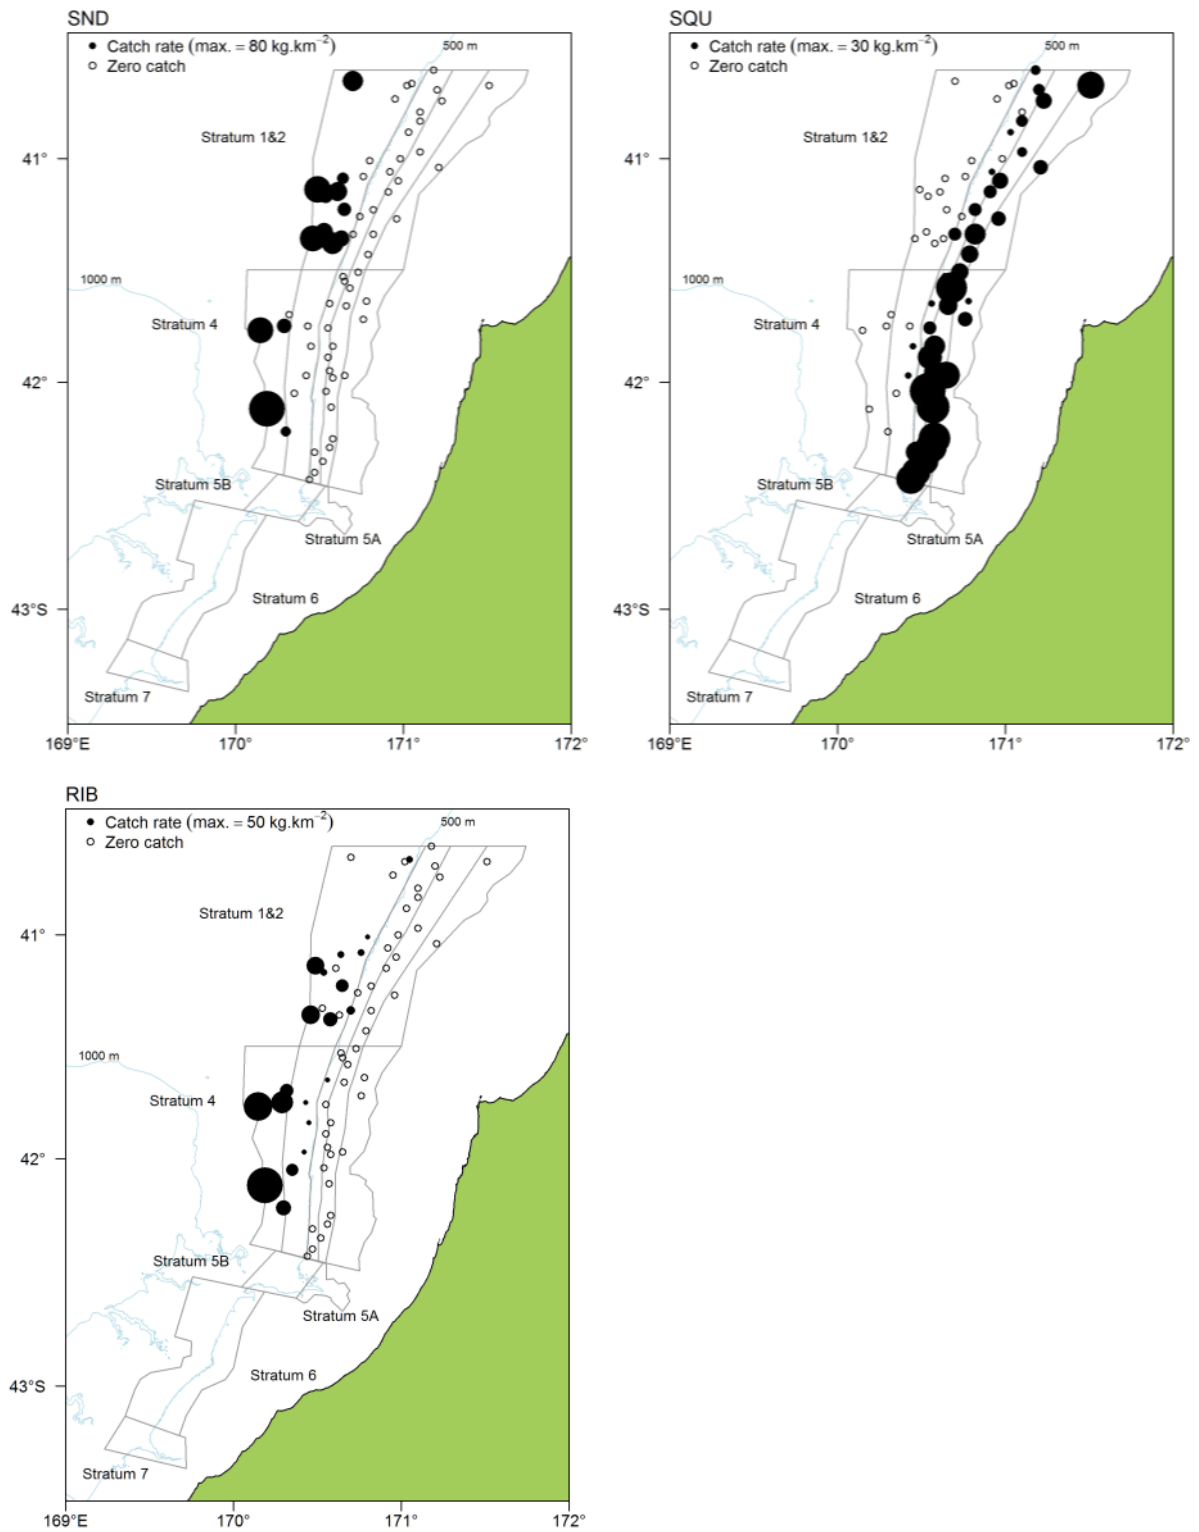 SND
Catch rate (max. = 80 kg.km⁻²)
Zero catch
500 m
Stratum 1&2
41°
1000 m
Stratum 4
42°
Stratum 5B
Stratum 5A
Stratum 6
43°S
Stratum 7
169°E 170° 171° 172°
SQU
Catch rate (max. = 30 kg.km⁻²)
Zero catch
500 m
Stratum 1&2
41°
1000 m
Stratum 4
42°
Stratum 5B
Stratum 5A
Stratum 6
43°S
Stratum 7
169°E 170° 171° 172°
RIB
Catch rate (max. = 50 kg.km⁻²)
Zero catch
500 m
Stratum 1&2
41°
1000 m
Stratum 4
42°
Stratum 5B
Stratum 5A
Stratum 6
43°S
Stratum 7
169°E 170° 171° 172°